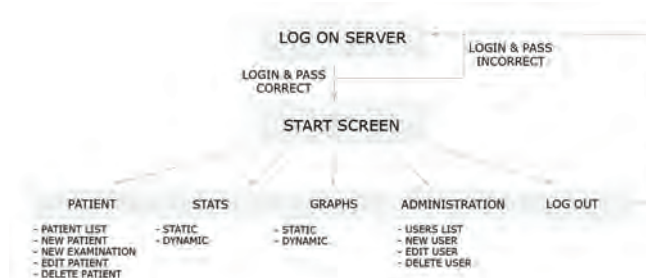 LOG ON SERVER
LOGIN & PASS
INCORRECT
LOGIN & PASS
CORRECT
START SCREEN
PATIENT
- PATIENT LIST
- NEW PATIENT
- NEW EXAMINATION
- EDIT PATIENT
- DELETE PATIENT
STATS
- STATIC
- DYNAMIC
GRAPHS
- STATIC
- DYNAMIC
ADMINISTRATION
- USERS LIST
- NEW USER
- EDIT USER
- DELETE USER
LOG OUT